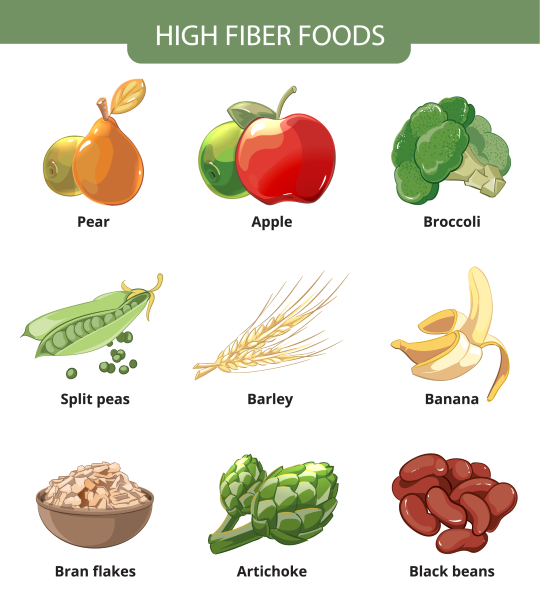 HIGH FIBER FOODS
Pear
Apple
Broccoli
Split peas
Barley
Banana
Bran flakes
Artichoke
Black beans